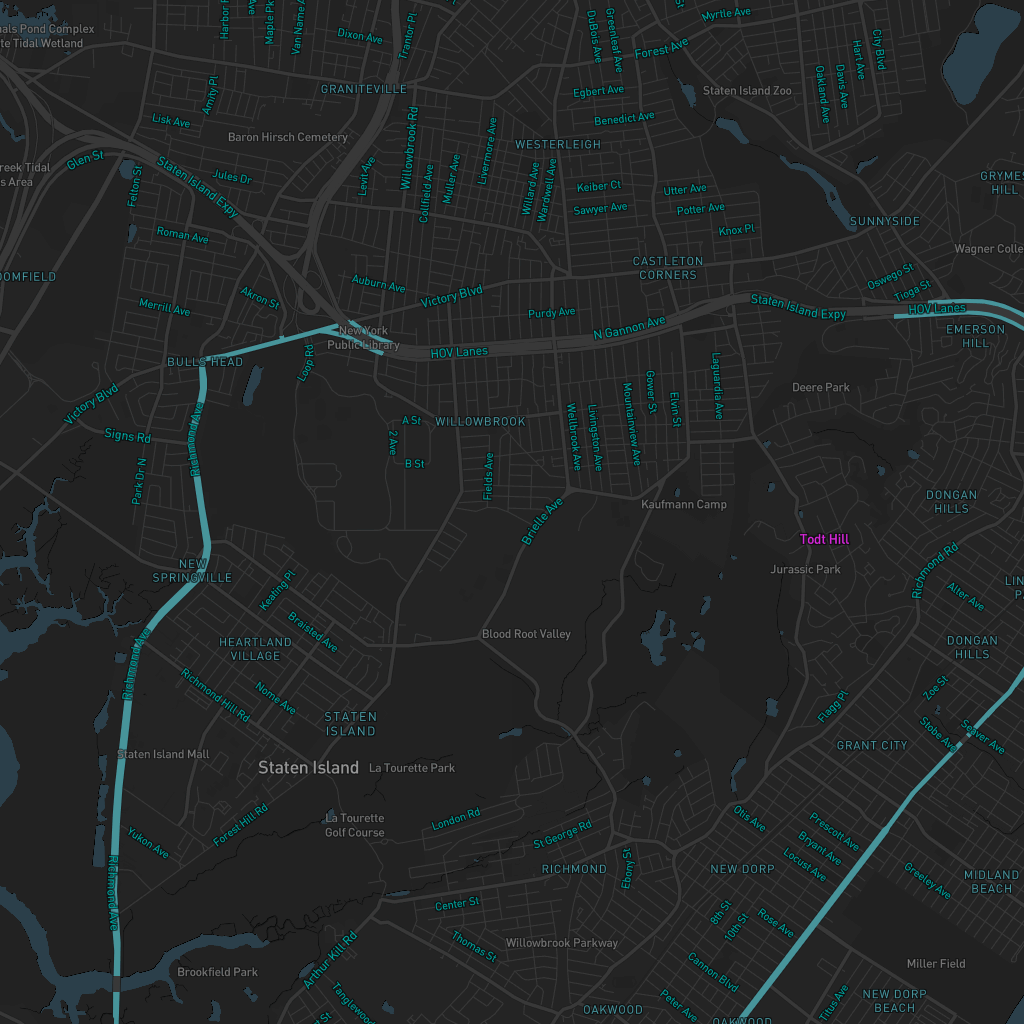 Harbor
Ave
Maple Pk
Van Name Ave
Dixon Ave
Trantor Pl
DuBois Ave
Greenleaf Ave
St
Myrtle Ave
Forest Ave
City Blvd
Hart Ave
Davis Ave
Oakland Ave
Pond Complex
Tidal Wetland
GRANITEVILLE
Egbert Ave
Staten Island Zoo
Amity Pl
Lisk Ave
Baron Hirsch Cemetery
Willowbrook Rd
Benedict Ave
WESTERLEIGH
Glen St
Creek Tidal
Area
Felton St
Staten Island Expy
Jules Dr
Levit Ave
Collfield Ave
Muller Ave
Livermore Ave
Willard Ave
Wardwell Ave
Keiber Ct
Sawyer Ave
Utter Ave
Potter Ave
Knox Pl
GRYMES
HILL
SUNNYSIDE
Wagner
Roman Ave
CASTLETON
CORNERS
Oswego St
Tioga St
Auburn Ave
Victory Blvd
Akron St
Merrill Ave
Purdy Ave
N Gannon Ave
Staten Island Expy
HOV Lanes
EMERSON
HILL
New York
Public Library
HOV Lanes
BULLS HEAD
Loop Rd
Victory Blvd
Richmond Ave
Signs Rd
Park Dr N
A St
2 Ave
B St
WILLOWBROOK
Fields Ave
Wellbrook Ave
Livingston Ave
Mountainview Ave
Gower St
Elvin St
Laguardia Ave
Deere Park
Brielle Ave
Kaufmann Camp
DONGAN
HILLS
Todt Hill
Jurassic Park
Richmond Rd
Alter Ave
NEW
SPRINGVILLE
Keating Pl
Braisted Ave
HEARTLAND
VILLAGE
Blood Root Valley
DONGAN
HILLS
Richmond Ave
Richmond Hill Rd
Nome Ave
Zoe St
Flagg Pl
Stobe Ave
Seaver Ave
STATEN
ISLAND
GRANT CITY
Staten Island Mall
Staten Island
La Tourette Park
Forest Hill Rd
Yukon Ave
La Tourette
Golf Course
London Rd
St George Rd
Otis Ave
Prescott Ave
Bryant Ave
Locust Ave
Richmond Ave
RICHMOND
Ebony St
NEW DORP
Greeley Ave
MIDLAND
BEACH
Center St
8th St
10th St
Rose Ave
Arthur Kill Rd
Thomas St
Willowbrook Parkway
Brookfield Park
Cannon Blvd
Miller Field
Peter Ave
Titus Ave
NEW DORP
BEACH
OAKWOOD
OAKWOOD